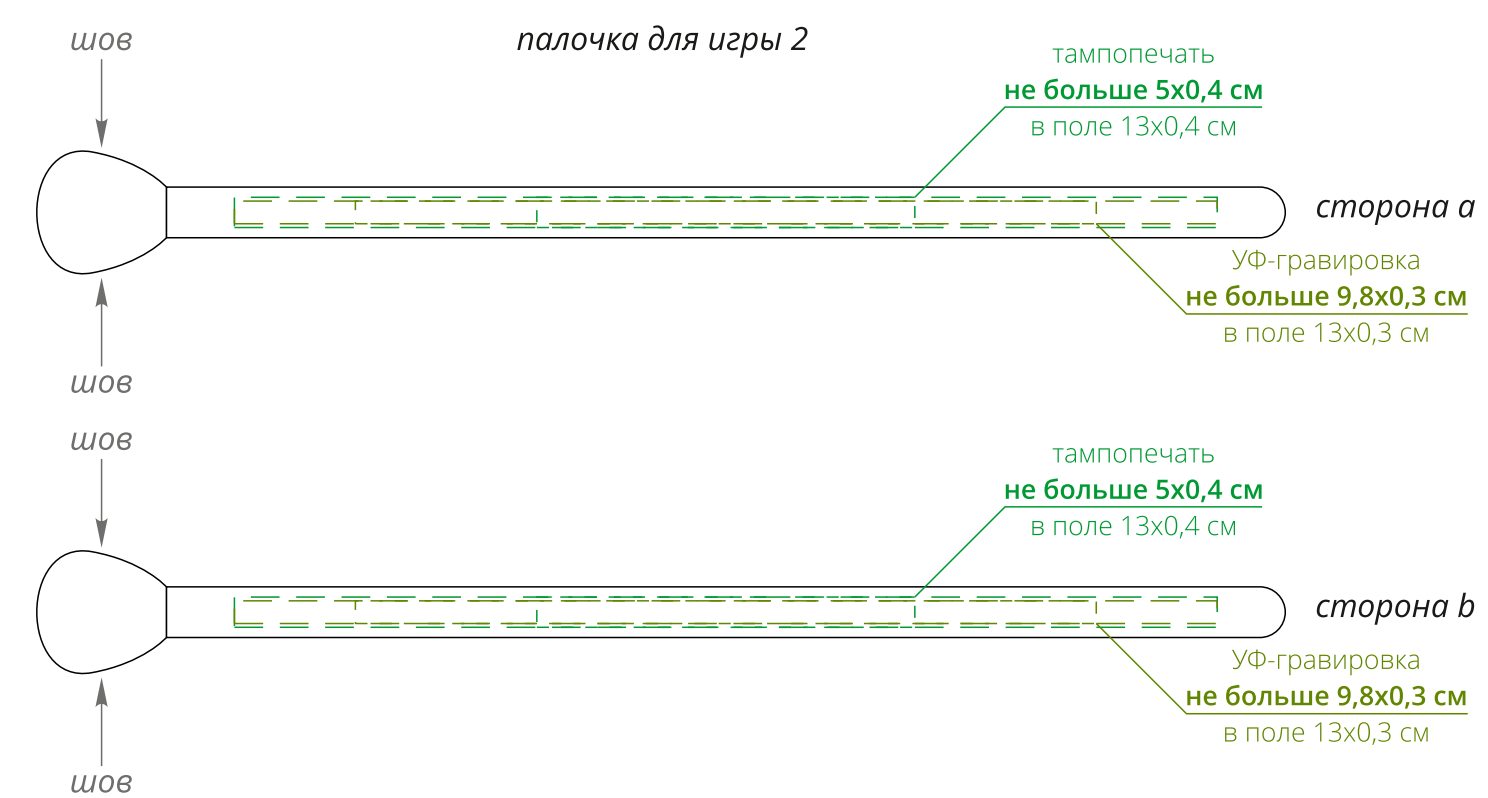 шов
палочка для игры 2
тампопечать
не больше 5х0,4 см
в поле 13х0,4 см
сторона a
УФ-гравировка
не больше 9,8х0,3 см
в поле 13х0,3 см
шов
шов
тампопечать
не больше 5х0,4 см
в поле 13х0,4 см
сторона b
УФ-гравировка
не больше 9,8х0,3 см
в поле 13х0,3 см
шов